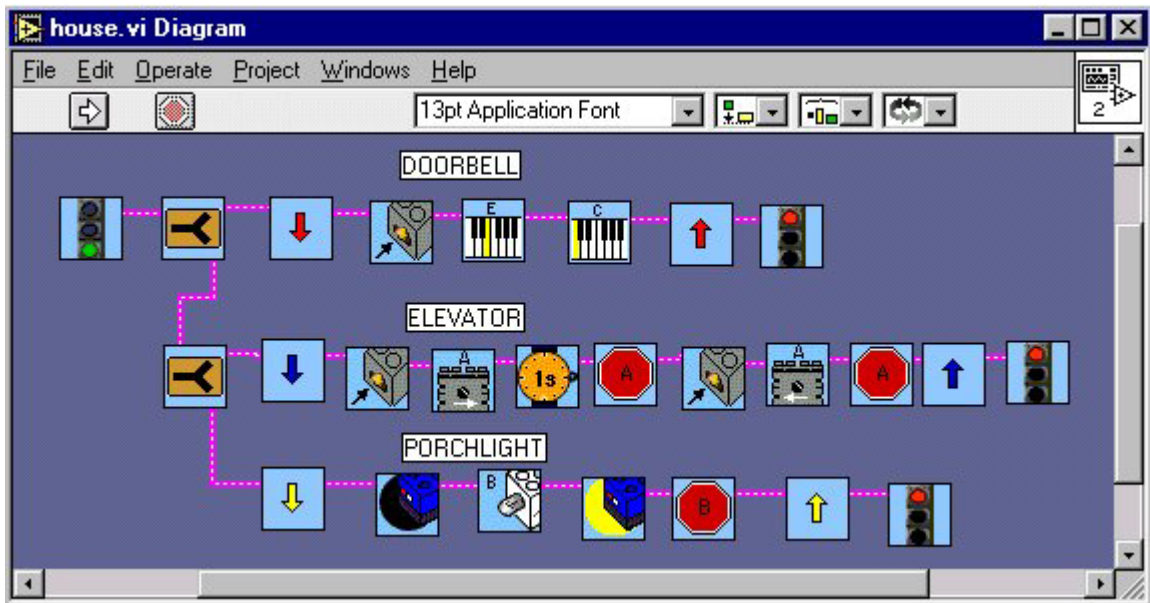 house.vi Diagram
File Edit Operate Project Windows Help
13pt Application Font
2
DOORBELL
E
C
ELEVATOR
A
1s
A
A
A
PORCHLIGHT
B
B